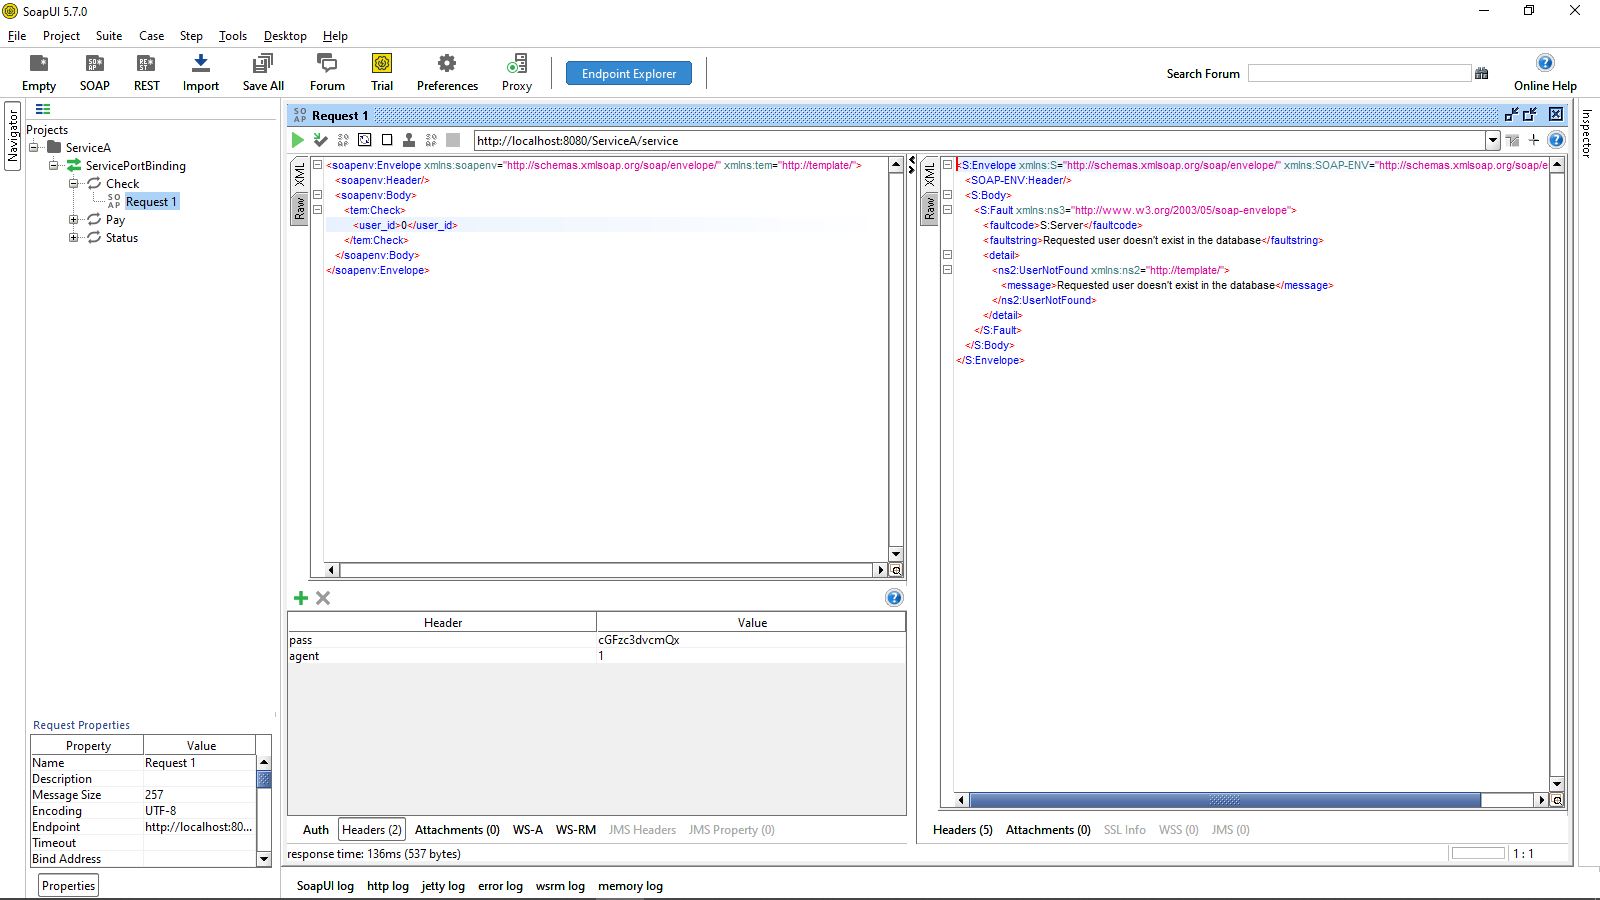 SoapUI 5.7.0
File Project Suite Case Step Tools Desktop Help
Empty SOAP REST Import Save All Forum Trial Preferences Proxy Endpoint Explorer Search Forum Online Help
Navigator
Projects
ServiceA
ServicePortBinding
Check
Request 1
Pay
Status
Request Properties
Property Value
Name Request 1
Description
Message Size 257
Encoding UTF-8
Endpoint http://localhost:80...
Timeout
Bind Address
Properties
Request 1
http://localhost:8080/ServiceA/service
XML
Raw
<soapenv:Envelope xmlns:soapenv="http://schemas.xmlsoap.org/soap/envelope/" xmlns:tem="http://template/">
<soapenv:Header/>
<soapenv:Body>
<tem:Check>
<user_id>0</user_id>
</tem:Check>
</soapenv:Body>
</soapenv:Envelope>
Header Value
pass cGFzc3dvcmQx
agent 1
Auth Headers (2) Attachments (0) WS-A WS-RM JMS Headers JMS Property (0)
response time: 136ms (537 bytes)
XML
Raw
<S:Envelope xmlns:S="http://schemas.xmlsoap.org/soap/envelope/" xmlns:SOAP-ENV="http://schemas.xmlsoap.org/soap/e
<SOAP-ENV:Header/>
<S:Body>
<S:Fault xmlns:ns3="http://www.w3.org/2003/05/soap-envelope">
<faultcode>S:Server</faultcode>
<faultstring>Requested user doesn't exist in the database</faultstring>
<detail>
<ns2:UserNotFound xmlns:ns2="http://template/">
<message>Requested user doesn't exist in the database</message>
</ns2:UserNotFound>
</detail>
</S:Fault>
</S:Body>
</S:Envelope>
Headers (5) Attachments (0) SSL Info WSS (0) JMS (0)
1 : 1
Inspector
SoapUI log http log jetty log error log wsrm log memory log